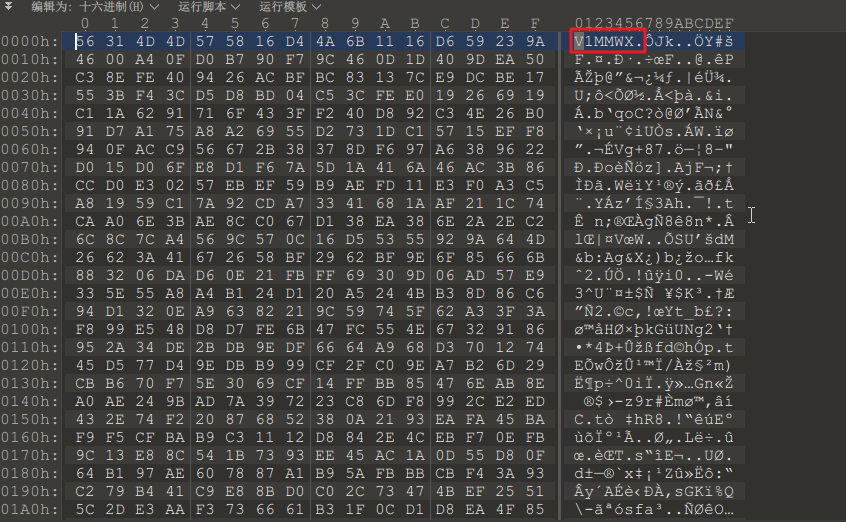 编辑为: 十六进制(H) 运行脚本 运行模板
0 1 2 3 4 5 6 7 8 9 A B C D E F 0123456789ABCDEF
0000h: 56 31 4D 4D 57 58 16 D4 4A 6B 11 16 D6 59 23 9A V1MMWX.ÔJk..ÖY#š
0010h: 46 00 A4 0F D0 B7 90 F7 9C 46 0D 1D 40 9D EA 50 F.¤.Ð·.÷œF..@.êP
0020h: C3 8E FE 40 94 26 AC BF BC 83 13 7C E9 DC BE 17 ÃŽþ@”&¬¿¼ƒ.|éÜ¾.
0030h: 55 3B F4 3C D5 D8 BD 04 C5 3C FE E0 19 26 69 19 U;ô<ÕØ½.Å<þà.&i.
0040h: C1 1A 62 91 71 6F 43 3F F2 40 D8 92 C3 4E 26 B0 Á.b‘qoC?ò@Ø’ÃN&°
0050h: 91 D7 A1 75 A8 A2 69 55 D2 73 1D C1 57 15 EF F8 ‘×¡u¨¢iUÒs.ÁW.ïø
0060h: 94 0F AC C9 56 67 2B 38 37 8D F6 97 A6 38 96 22 ”.¬ÉVg+87.ö—¦8–"
0070h: D0 15 D0 6F E8 D1 F6 7A 5D 1A 41 6A 46 AC 3B 86 Ð.ÐoèÑöz].AjF¬;†
0080h: CC D0 E3 02 57 EB EF 59 B9 AE FD 11 E3 F0 A3 C5 ÌÐã.WëïY¹®ý.ãð£Å
0090h: A8 19 59 C1 7A 92 CD A7 33 41 68 1A AF 21 1C 74 ¨.YÁz’Í§3Ah.¯!.t
00A0h: CA A0 6E 3B AE 8C C0 67 D1 38 EA 38 6E 2A 2E C2 Ê n;®ŒÀgÑ8ê8n*.Â
00B0h: 6C 8C 7C A4 56 9C 57 0C 16 D5 53 55 92 9A 64 4D lŒ|¤VœW..ÕSU’šdM
00C0h: 26 62 3A 41 67 26 58 BF 29 62 BF 9E 6F 85 66 6B &b:Ag&X¿)b¿žo…fk
00D0h: 88 32 06 DA D6 0E 21 FB FF 69 30 9D 06 AD 57 E9 ˆ2.ÚÖ.!ûÿi0..-Wé
00E0h: 33 5E 55 A8 A4 B1 24 D1 20 A5 24 4B B3 8D 86 C6 3^U¨¤±$Ñ ¥$K³.†Æ
00F0h: 94 D1 32 0E A9 63 82 21 9C 59 74 5F 62 A3 3F 3A ”Ñ2.©c‚!œYt_b£?:
0100h: F8 99 E5 48 D8 D7 FE 6B 47 FC 55 4E 67 32 91 86 ø™åHØ×þkGüUNg2‘†
0110h: 95 2A 34 DE 2B DB 9E DF 66 64 A9 68 D3 70 12 74 •*4Þ+Ûžßfd©hÓp.t
0120h: 45 D5 77 D4 9E DB B9 99 CF 2F C0 9E A7 B2 6D 29 EÕwÔžÛ¹™Ï/Àž§²m)
0130h: CB B6 70 F7 5E 30 69 CF 14 FF BB 85 47 6E AB 8E Ë¶p÷^0iÏ.ÿ»…Gn«Ž
0140h: A0 AE 24 9B AD 7A 39 72 23 C8 6D F8 99 2C E2 ED  ®$›-z9r#Èmø™,âí
0150h: 43 2E 74 F2 20 87 68 52 38 0A 21 93 EA FA 45 BA C.tò ‡hR8.!“êúEº
0160h: F9 F5 CF BA B9 C3 11 12 D8 84 2E 4C EB F7 0E FB ùõÏº¹Ã..Ø„.Lë÷.û
0170h: 9C 13 E8 8C 54 1B 73 93 EE 45 AC 1A 0D 55 D8 0F œ.èŒT.s“îE¬..UØ.
0180h: 64 B1 97 AE 60 78 87 A1 B9 5A FB BB CB F4 3A 93 d±—®`x‡¡¹Zû»Ëô:“
0190h: C2 79 B4 41 C9 E8 8B D0 C0 2C 73 47 4B EF 25 51 Ây´AÉè‹ÐÀ,sGKï%Q
01A0h: 5C 2D E3 AA F3 73 66 61 B3 1F 0C D1 D8 EA 4F 85 \-ãªósfa³..ÑØêO…